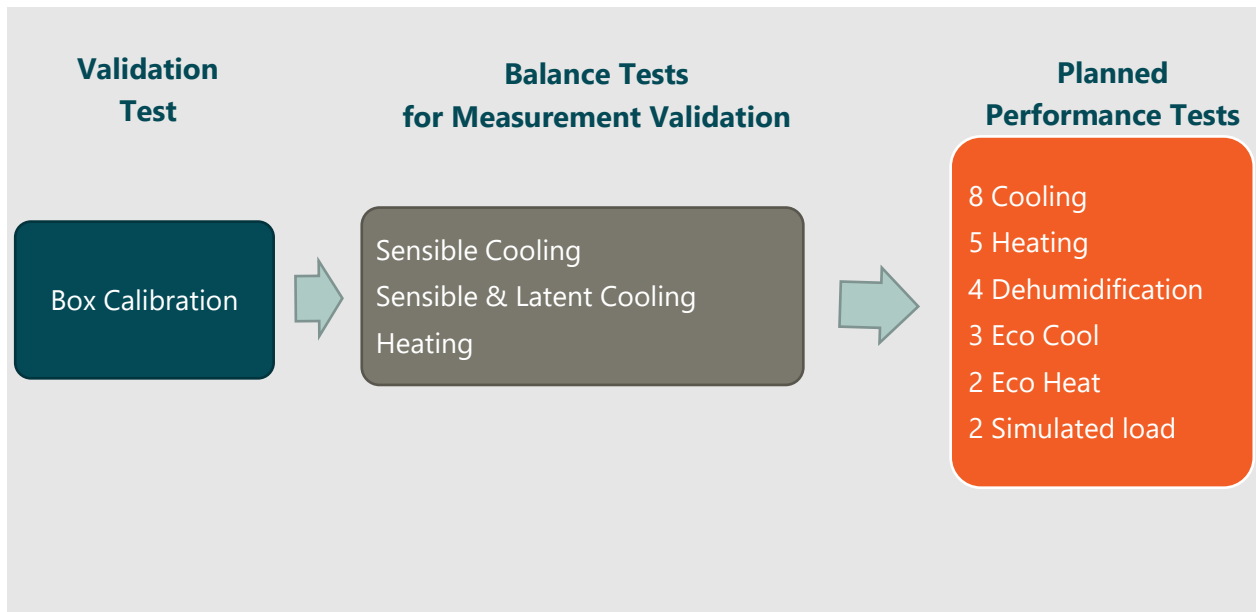 Validation
Test
Box Calibration
Balance Tests
for Measurement Validation
Sensible Cooling
Sensible & Latent Cooling
Heating
Planned
Performance Tests
8 Cooling
5 Heating
4 Dehumidification
3 Eco Cool
2 Eco Heat
2 Simulated load